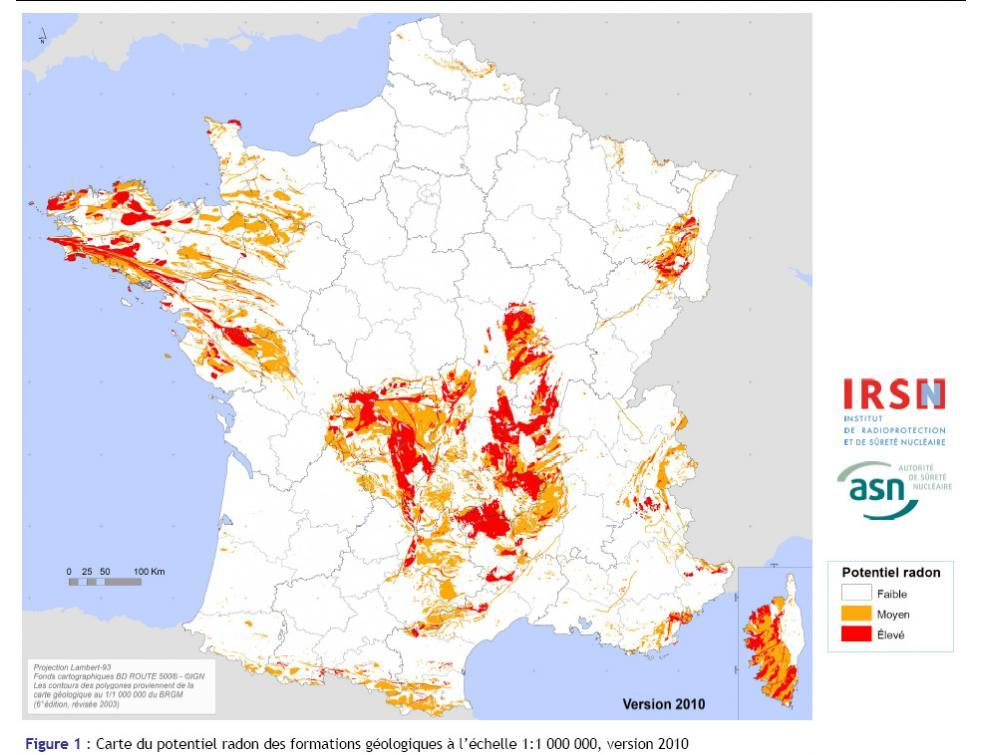 N
IRSN
INSTITUT
DE RADIOPROTECTION
ET DE SÛRETÉ NUCLÉAIRE
AUTORITÉ
DE SÛRETÉ
NUCLÉAIRE
asn
0 25 50 100 Km
Potentiel radon
Faible
Moyen
Élevé
Projection Lambert-93
Fonds cartographiques BD ROUTE 500® - ©IGN
Les contours des polygones proviennent de la
carte géologique au 1/1 000 000 du BRGM
(6°édition, révisée 2003)
Version 2010
Figure 1 : Carte du potentiel radon des formations géologiques à l'échelle 1:1 000 000, version 2010